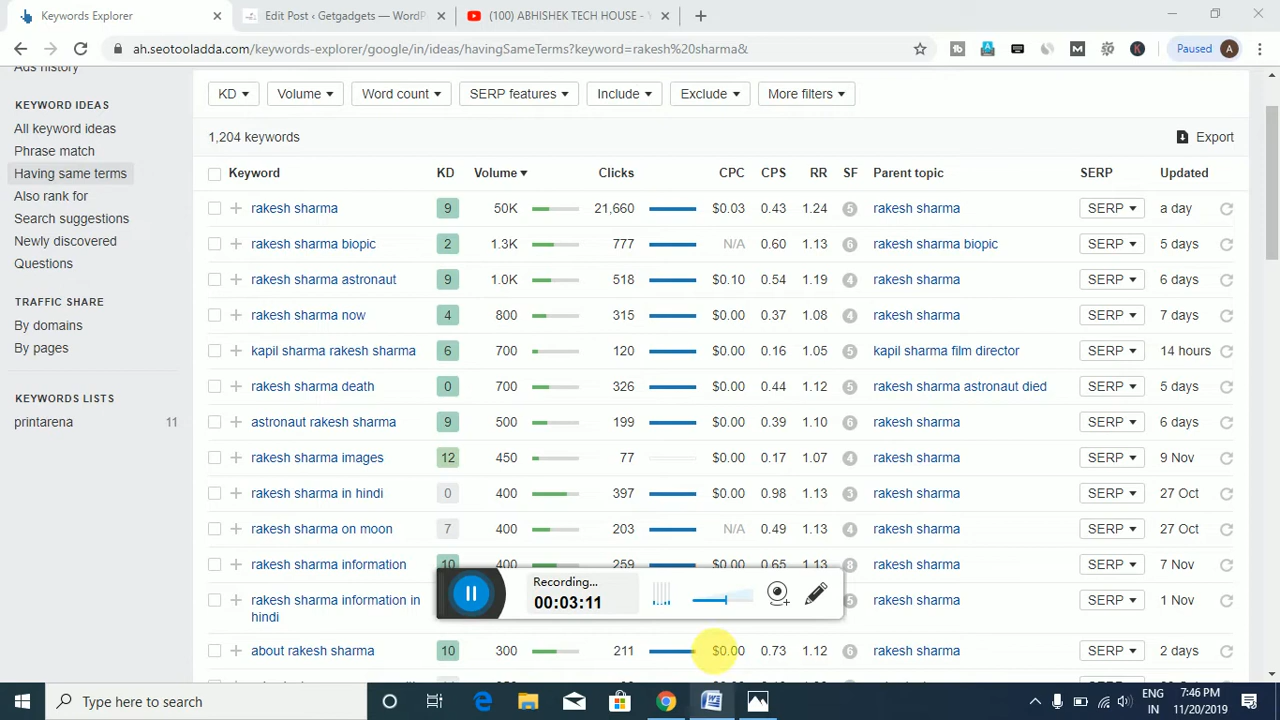 Keywords Explorer
Edit Post ‹ Getgadgets — WordP
(100) ABHISHEK TECH HOUSE - Y
ah.seotooladda.com/keywords-explorer/google/in/ideas/havingSameTerms?keyword=rakesh%20sharma&
Paused A
Ads history
KEYWORD IDEAS
All keyword ideas
Phrase match
Having same terms
Also rank for
Search suggestions
Newly discovered
Questions
TRAFFIC SHARE
By domains
By pages
KEYWORDS LISTS
printarena 11
KD Volume Word count SERP features Include Exclude More filters
1,204 keywords Export
Keyword KD Volume Clicks CPC CPS RR SF Parent topic SERP Updated
rakesh sharma 9 50K 21,660 $0.03 0.43 1.24 5 rakesh sharma SERP a day
rakesh sharma biopic 2 1.3K 777 N/A 0.60 1.13 6 rakesh sharma biopic SERP 5 days
rakesh sharma astronaut 9 1.0K 518 $0.10 0.54 1.19 4 rakesh sharma SERP 6 days
rakesh sharma now 4 800 315 $0.00 0.37 1.08 4 rakesh sharma SERP 7 days
kapil sharma rakesh sharma 6 700 120 $0.00 0.16 1.05 5 kapil sharma film director SERP 14 hours
rakesh sharma death 0 700 326 $0.00 0.44 1.12 5 rakesh sharma astronaut died SERP 5 days
astronaut rakesh sharma 9 500 199 $0.00 0.39 1.10 6 rakesh sharma SERP 6 days
rakesh sharma images 12 450 77 $0.00 0.17 1.07 4 rakesh sharma SERP 9 Nov
rakesh sharma in hindi 0 400 397 $0.00 0.98 1.13 3 rakesh sharma SERP 27 Oct
rakesh sharma on moon 7 400 203 N/A 0.49 1.13 4 rakesh sharma SERP 27 Oct
rakesh sharma information 10 400 259 $0.00 0.65 1.13 8 rakesh sharma SERP 7 Nov
rakesh sharma information in hindi 5 rakesh sharma SERP 1 Nov
Recording...
00:03:11
about rakesh sharma 10 300 211 $0.00 0.73 1.12 6 rakesh sharma SERP 2 days
Type here to search
ENG
IN
7:46 PM
11/20/2019